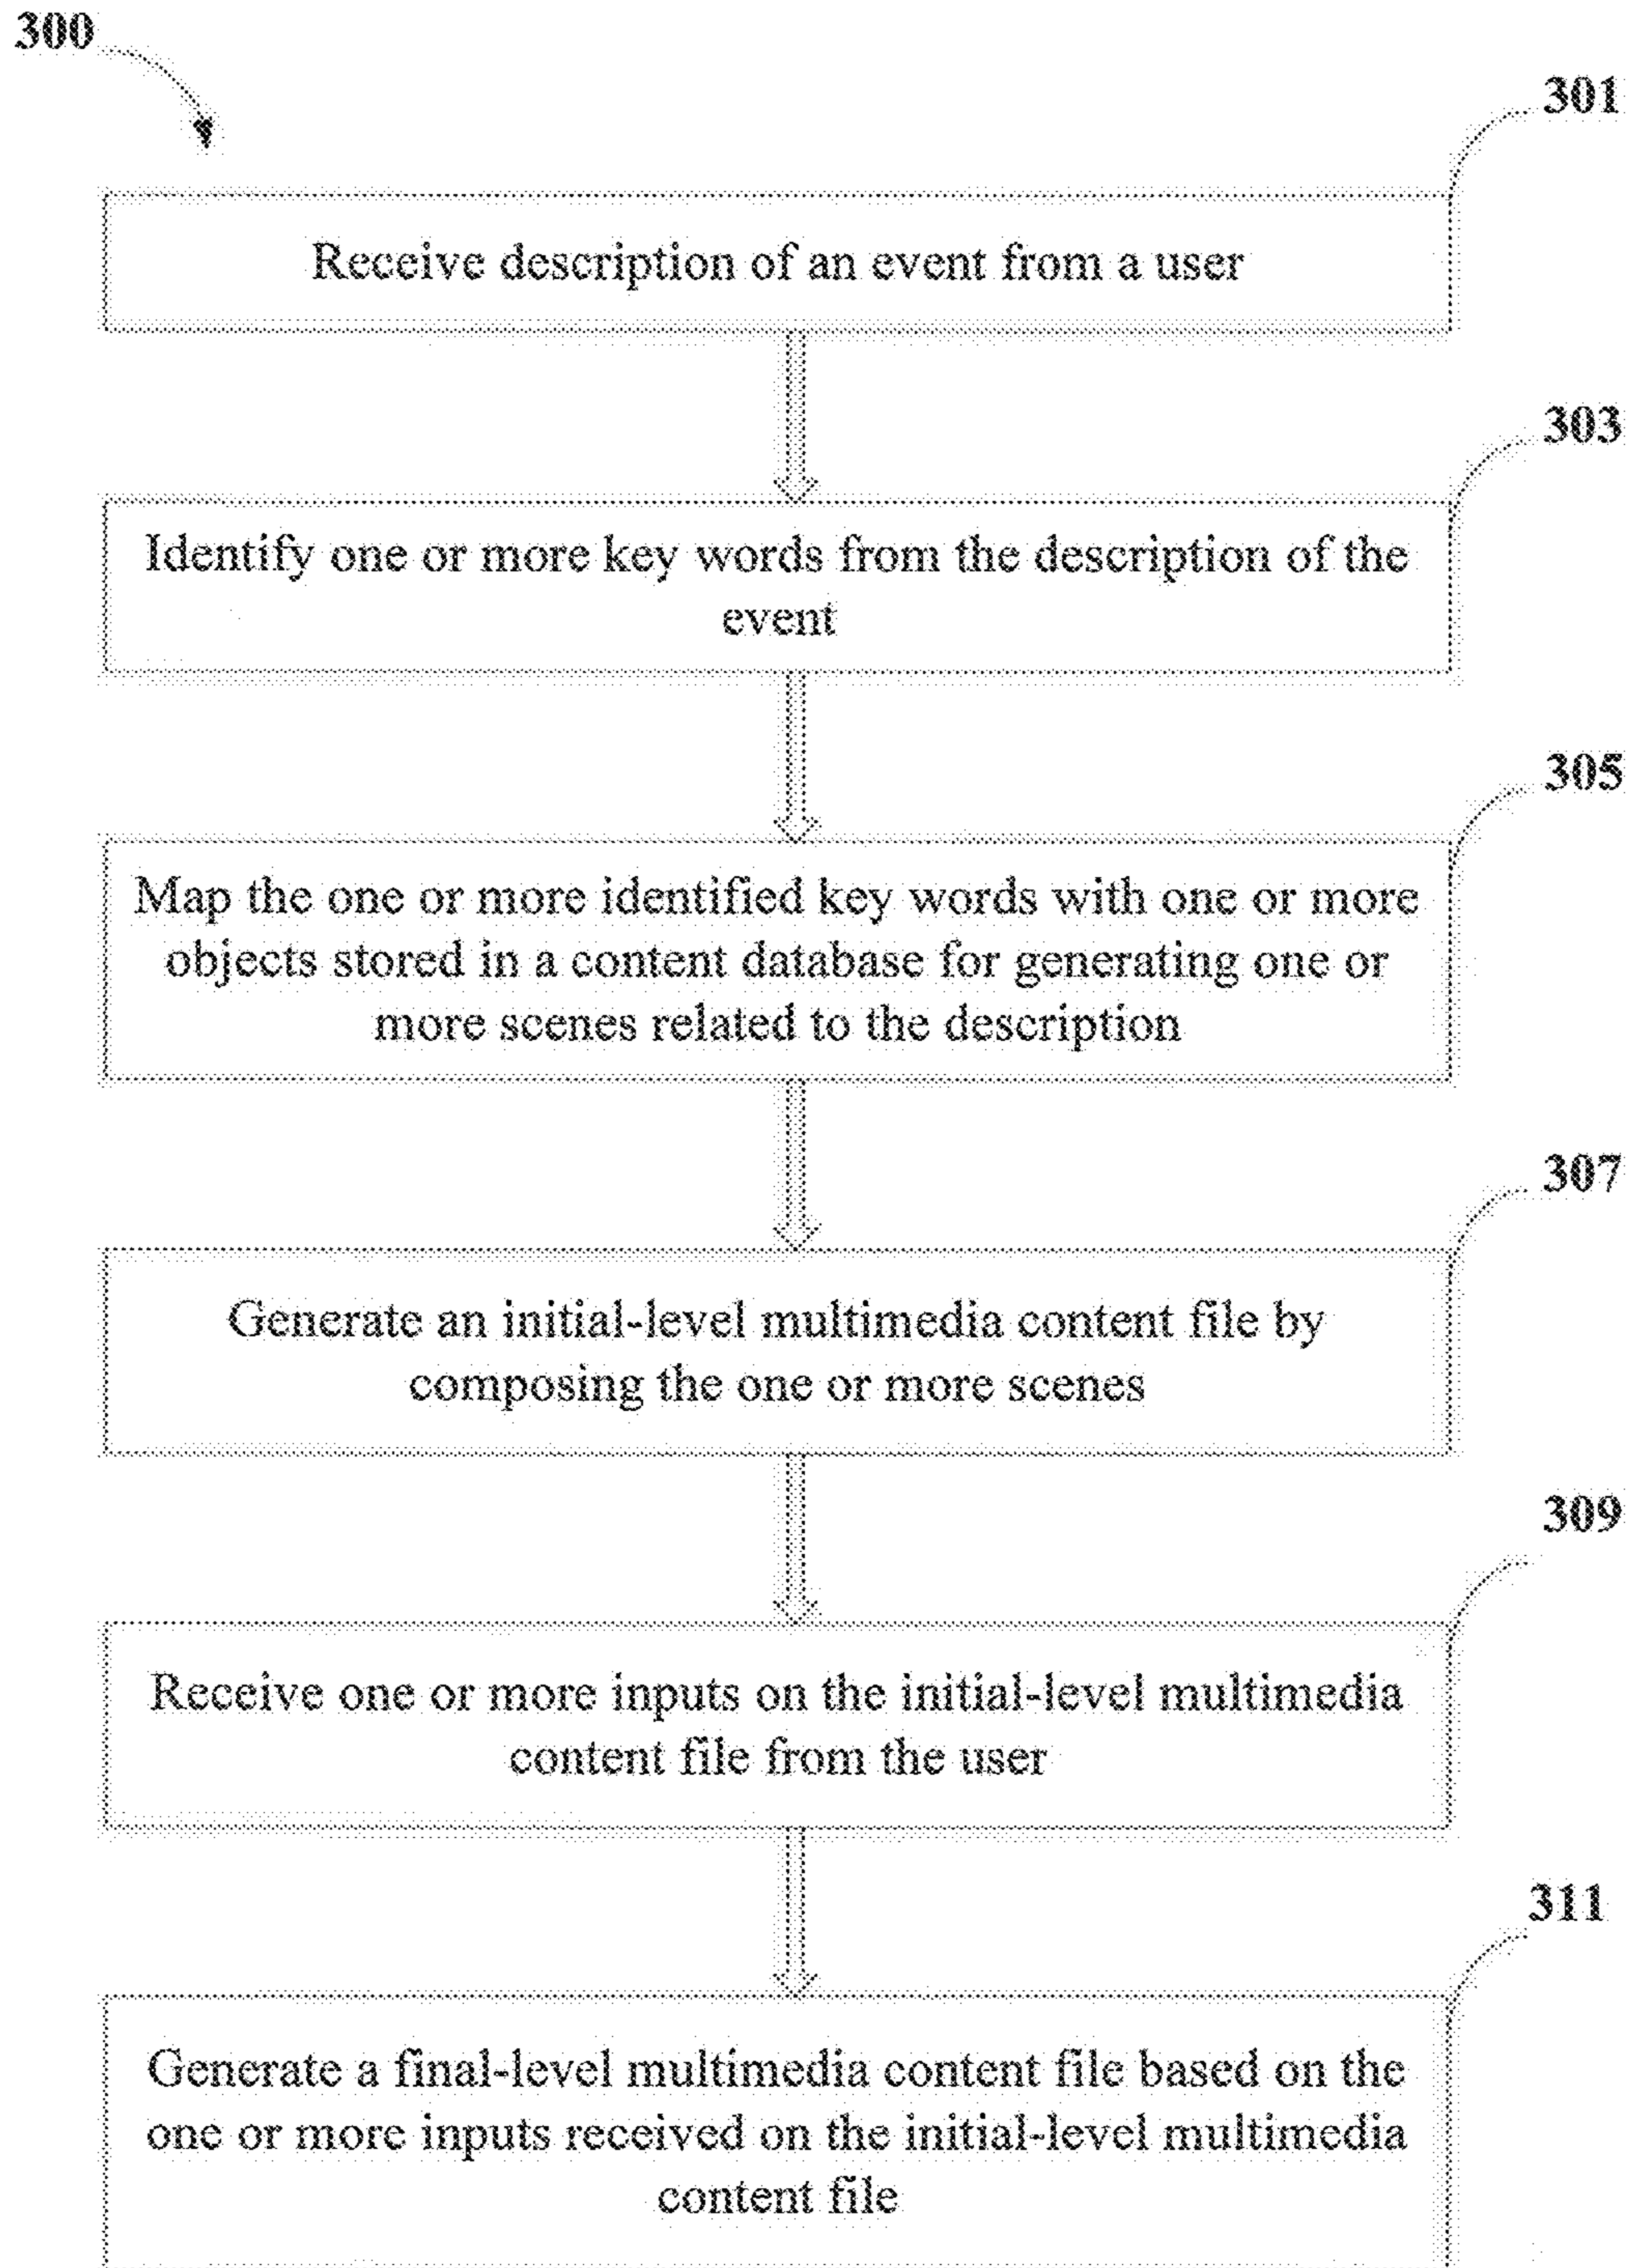 300
301
Receive description of an event from a user
303
Identify one or more key words from the description of the
event
305
Map the one or more identified key words with one or more
objects stored in a content database for generating one or
more scenes related to the description
307
Generate an initial-level multimedia content file by
composing the one or more scenes
309
Receive one or more inputs on the initial-level multimedia
content file from the user
311
Generate a final-level multimedia content file based on the
one or more inputs received on the initial-level multimedia
content file